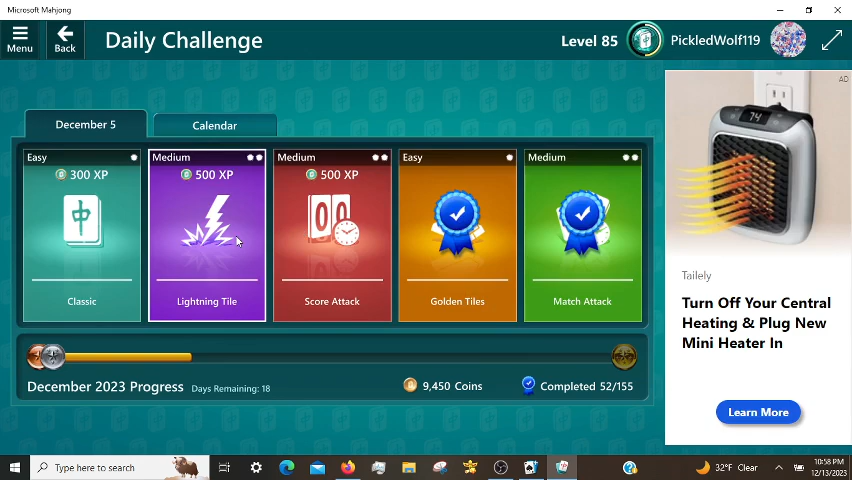 Microsoft Mahjong
Menu
Back
Daily Challenge
Level 85
PickledWolf119
December 5
Calendar
Easy
300 XP
中
Classic
Medium
500 XP
Lightning Tile
Medium
500 XP
00
Score Attack
Easy
Golden Tiles
Medium
Match Attack
December 2023 Progress
Days Remaining: 18
9,450 Coins
Completed 52/155
AD
74
Tailely
Turn Off Your Central
Heating & Plug New
Mini Heater In
Learn More
Type here to search
32°F Clear
10:58 PM
12/13/2023